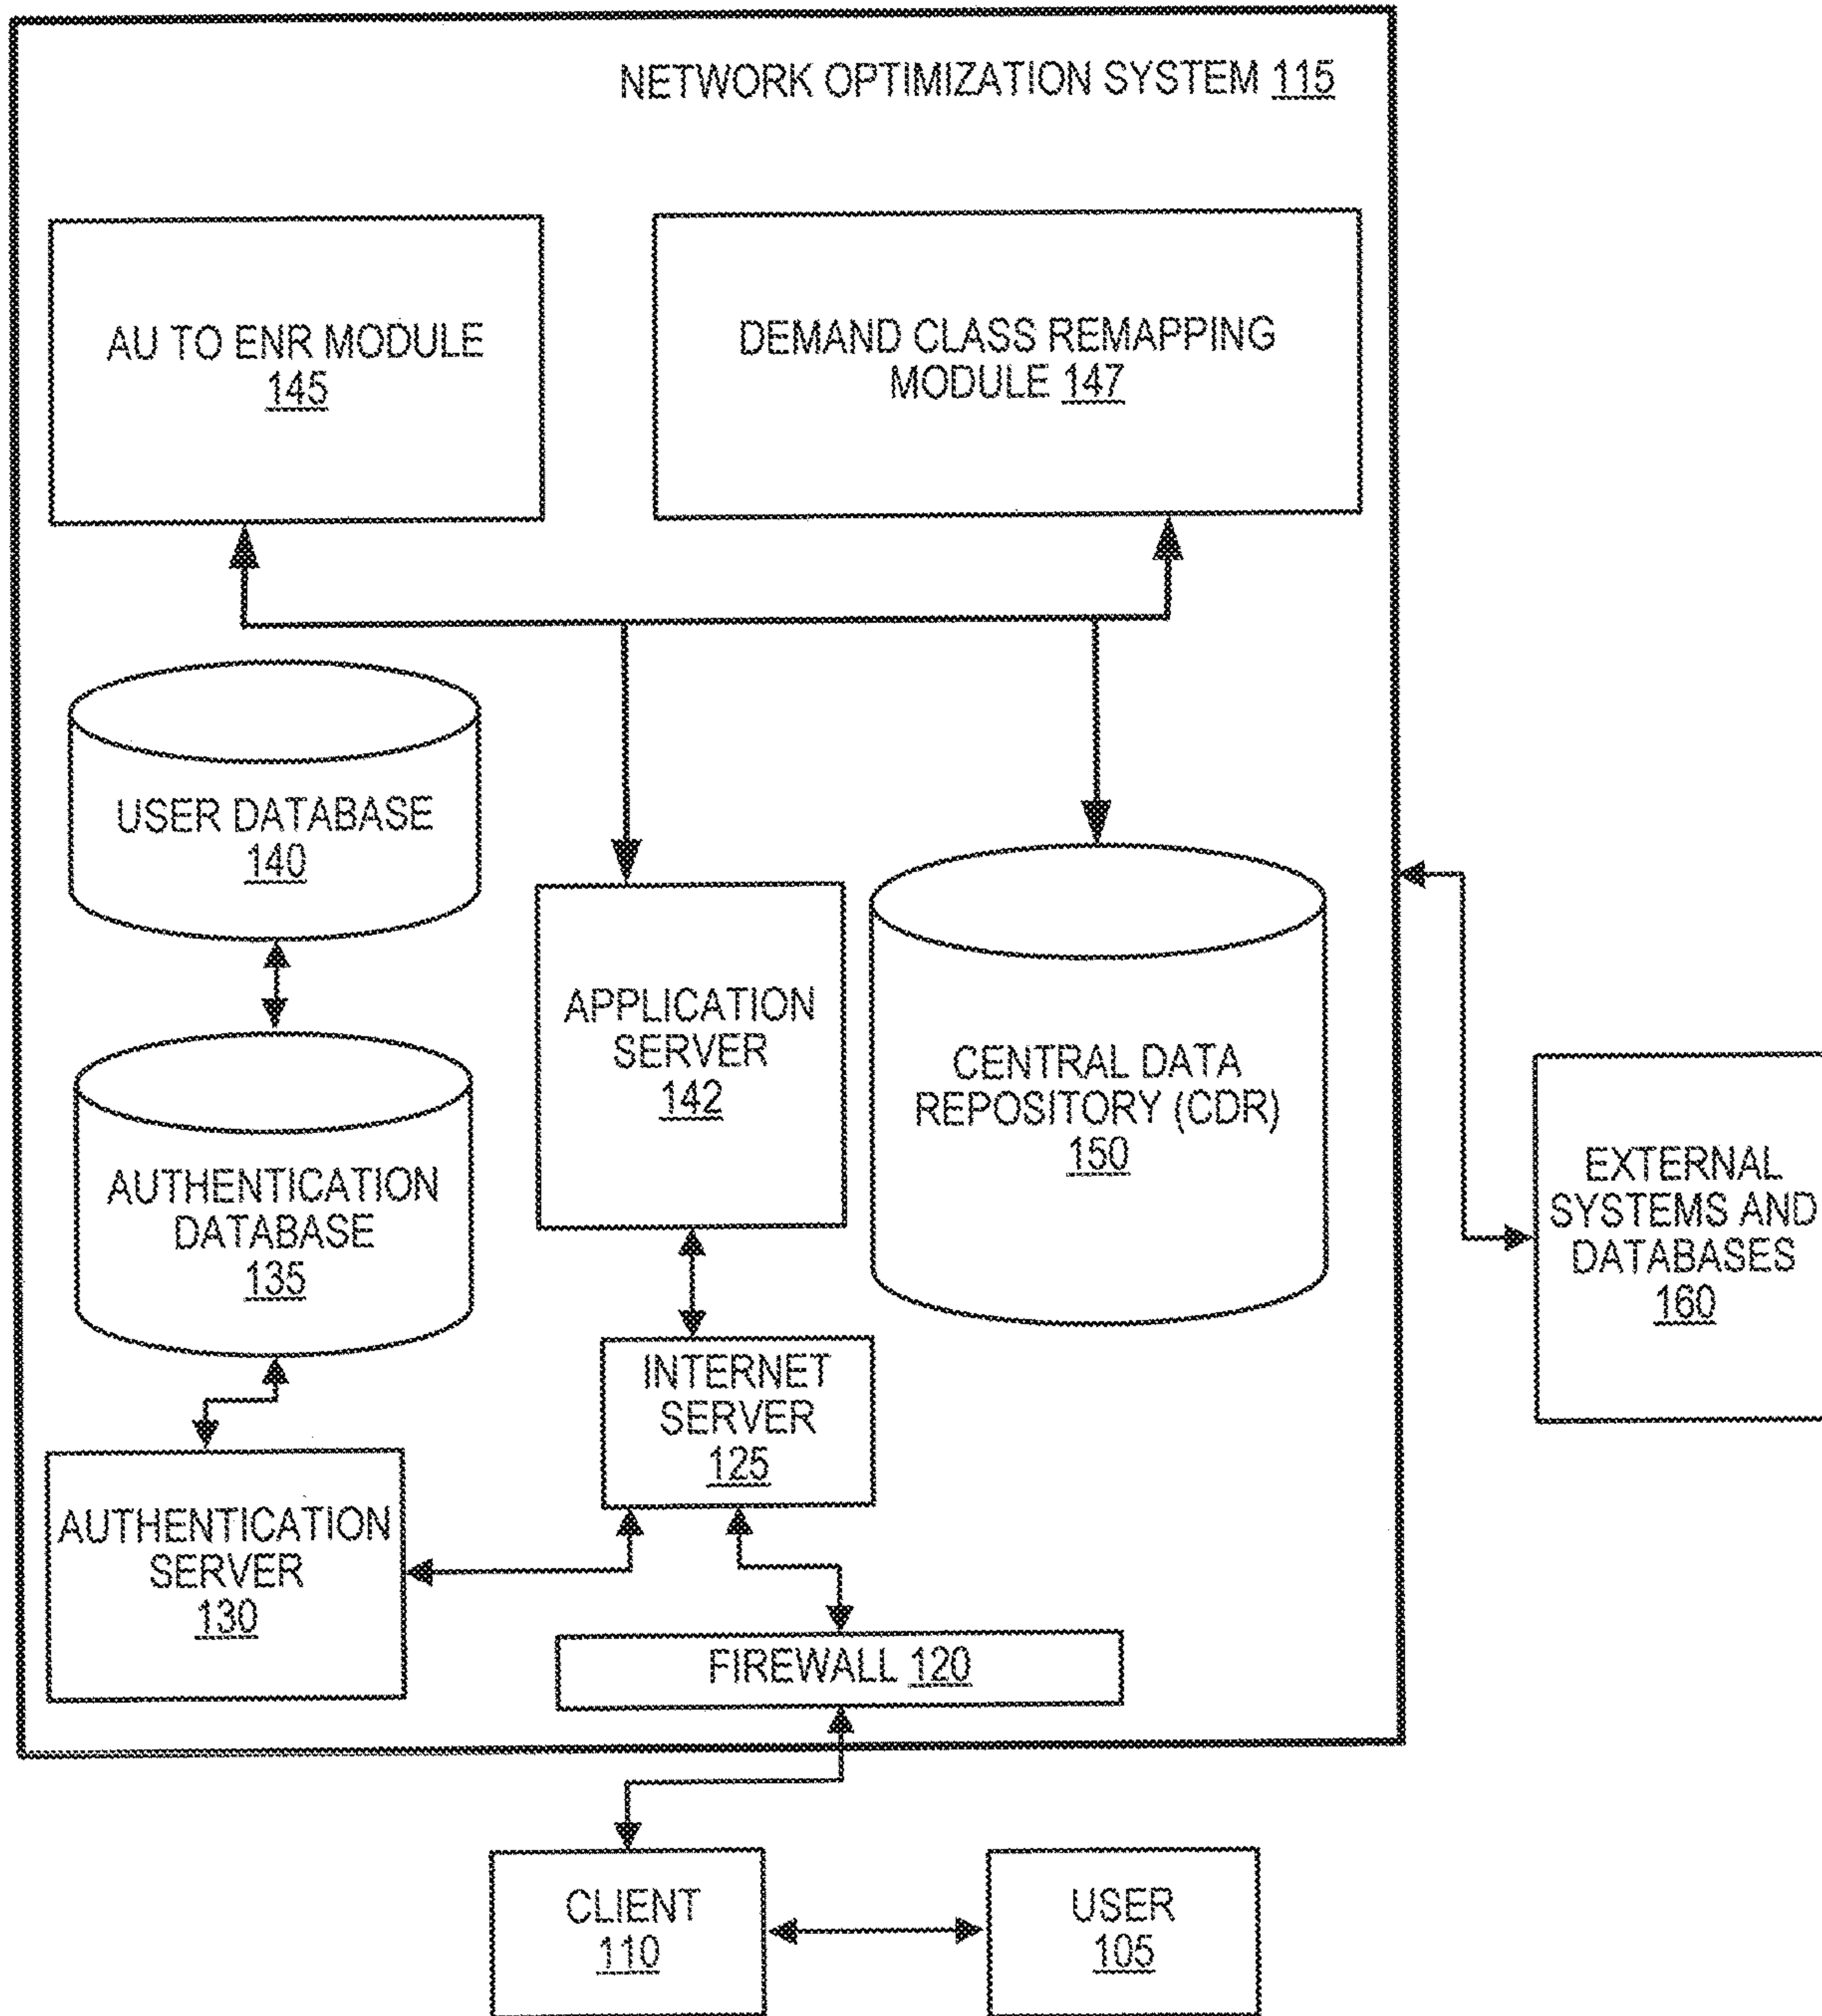 NETWORK OPTIMIZATION SYSTEM 115
AU TO ENR MODULE
145
DEMAND CLASS REMAPPING
MODULE 147
USER DATABASE
140
APPLICATION
SERVER
142
CENTRAL DATA
REPOSITORY (CDR)
150
AUTHENTICATION
DATABASE
135
EXTERNAL
SYSTEMS AND
DATABASES
160
INTERNET
SERVER
125
AUTHENTICATION
SERVER
130
FIREWALL 120
CLIENT
110
USER
105